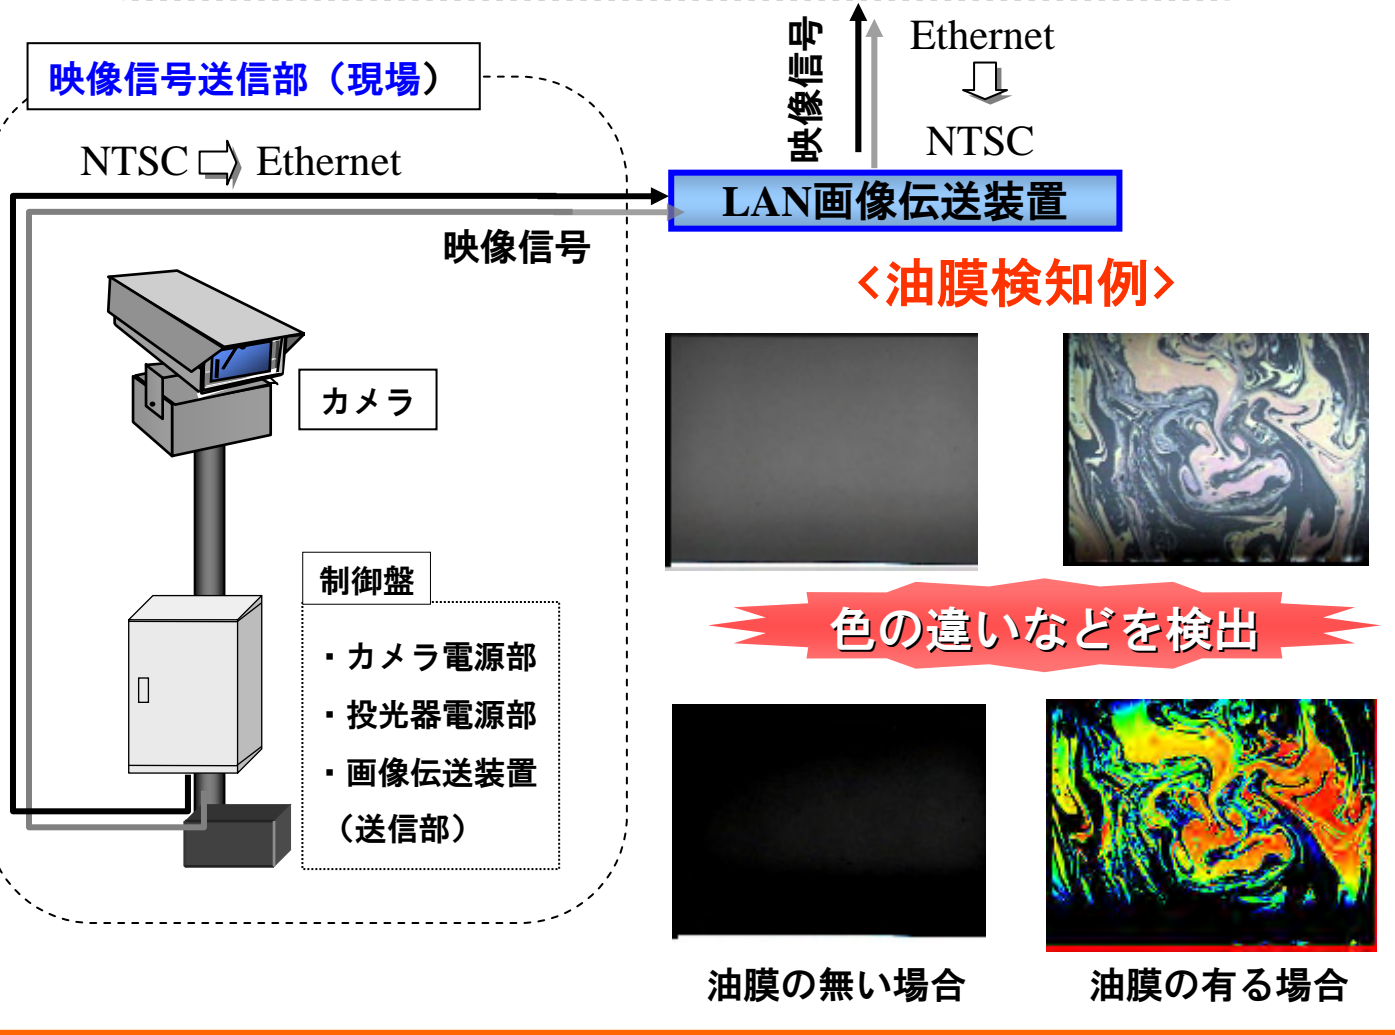 映像信号送信部（現場）
NTSC Ethernet
映像信号
カメラ
制御盤
・カメラ電源部
・投光器電源部
・画像伝送装置
（送信部）
映像信号
Ethernet
NTSC
LAN画像伝送装置
<油膜検知例>
色の違いなどを検出
油膜の無い場合
油膜の有る場合